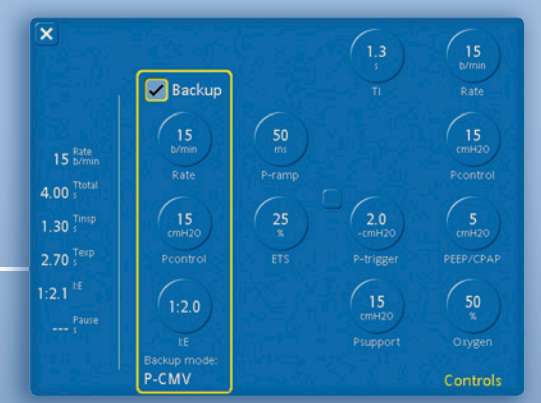 1.3
s
TI
15
b/min
Rate
Backup
15
b/min
Rate
50
ms
P-ramp
15
cmH2O
Pcontrol
15 Rate b/min
4.00 Ttotal s
1.30 Tinsp s
2.70 Texp s
1:2.1 I:E
--- Pause s
15
cmH2O
Pcontrol
25
%
ETS
2.0
-cmH2O
P-trigger
5
cmH2O
PEEP/CPAP
1:2.0
I:E
15
cmH2O
Psupport
50
%
Oxygen
Backup mode:
P-CMV
Controls